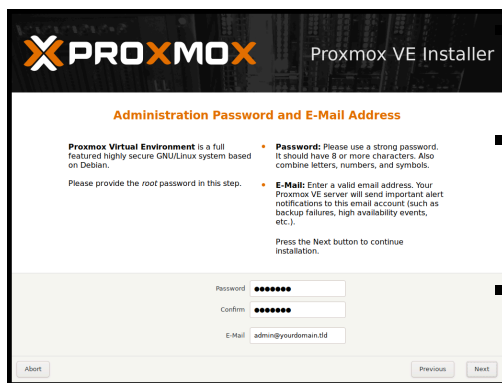 PROXMOX
Proxmox VE Installer
Administration Password and E-Mail Address
Proxmox Virtual Environment is a full
featured highly secure GNU/Linux system based
on Debian.
Please provide the root password in this step.
• Password: Please use a strong password.
It should have 8 or more characters. Also
combine letters, numbers, and symbols.
• E-Mail: Enter a valid email address. Your
Proxmox VE server will send important alert
notifications to this email account (such as
backup failures, high availability events,
etc.).
Press the Next button to continue
installation.
Password ●●●●●●●
Confirm ●●●●●●●
E-Mail admin@yourdomain.tld
Abort Previous Next